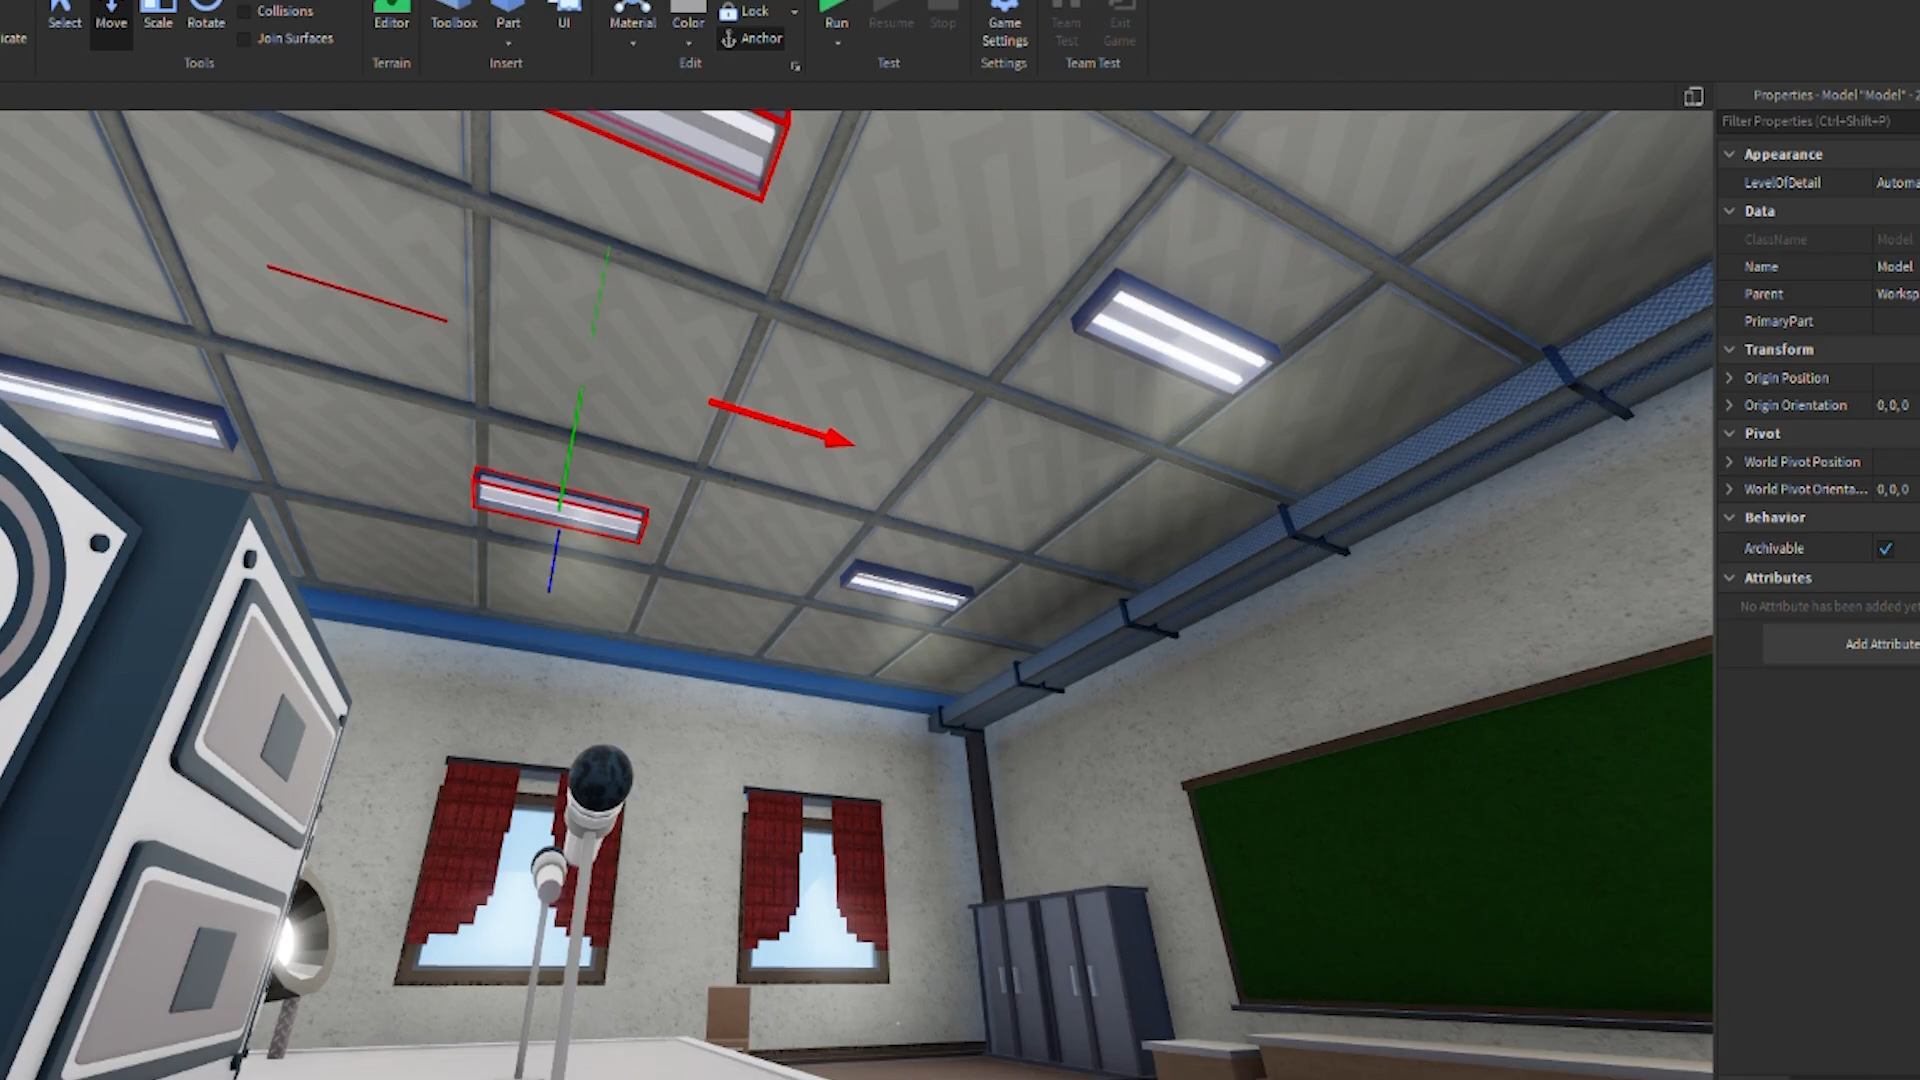 Select Move Scale Rotate Collisions Editor Toolbox Part UI Material Color Lock Run Resume Stop Game Settings Team Test Exit Game
icate Join Surfaces Anchor
Tools Terrain Insert Edit Test Settings Team Test
Properties - Model "Model" - 2
Filter Properties (Ctrl+Shift+P)
Appearance
LevelOfDetail Automa
Data
ClassName Model
Name Model
Parent Worksp
PrimaryPart
Transform
Origin Position
Origin Orientation 0,0,0
Pivot
World Pivot Position
World Pivot Orienta... 0,0,0
Behavior
Archivable
Attributes
No Attribute has been added yet
Add Attribute